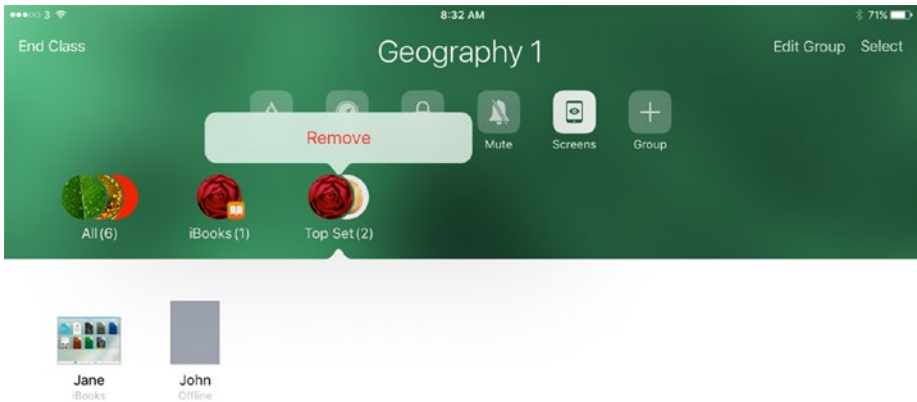 3 8:32 AM 71%
End Class Geography 1 Edit Group Select
Remove
Mute Screens Group
All (6) iBooks (1) Top Set (2)
Jane John
iBooks Offline